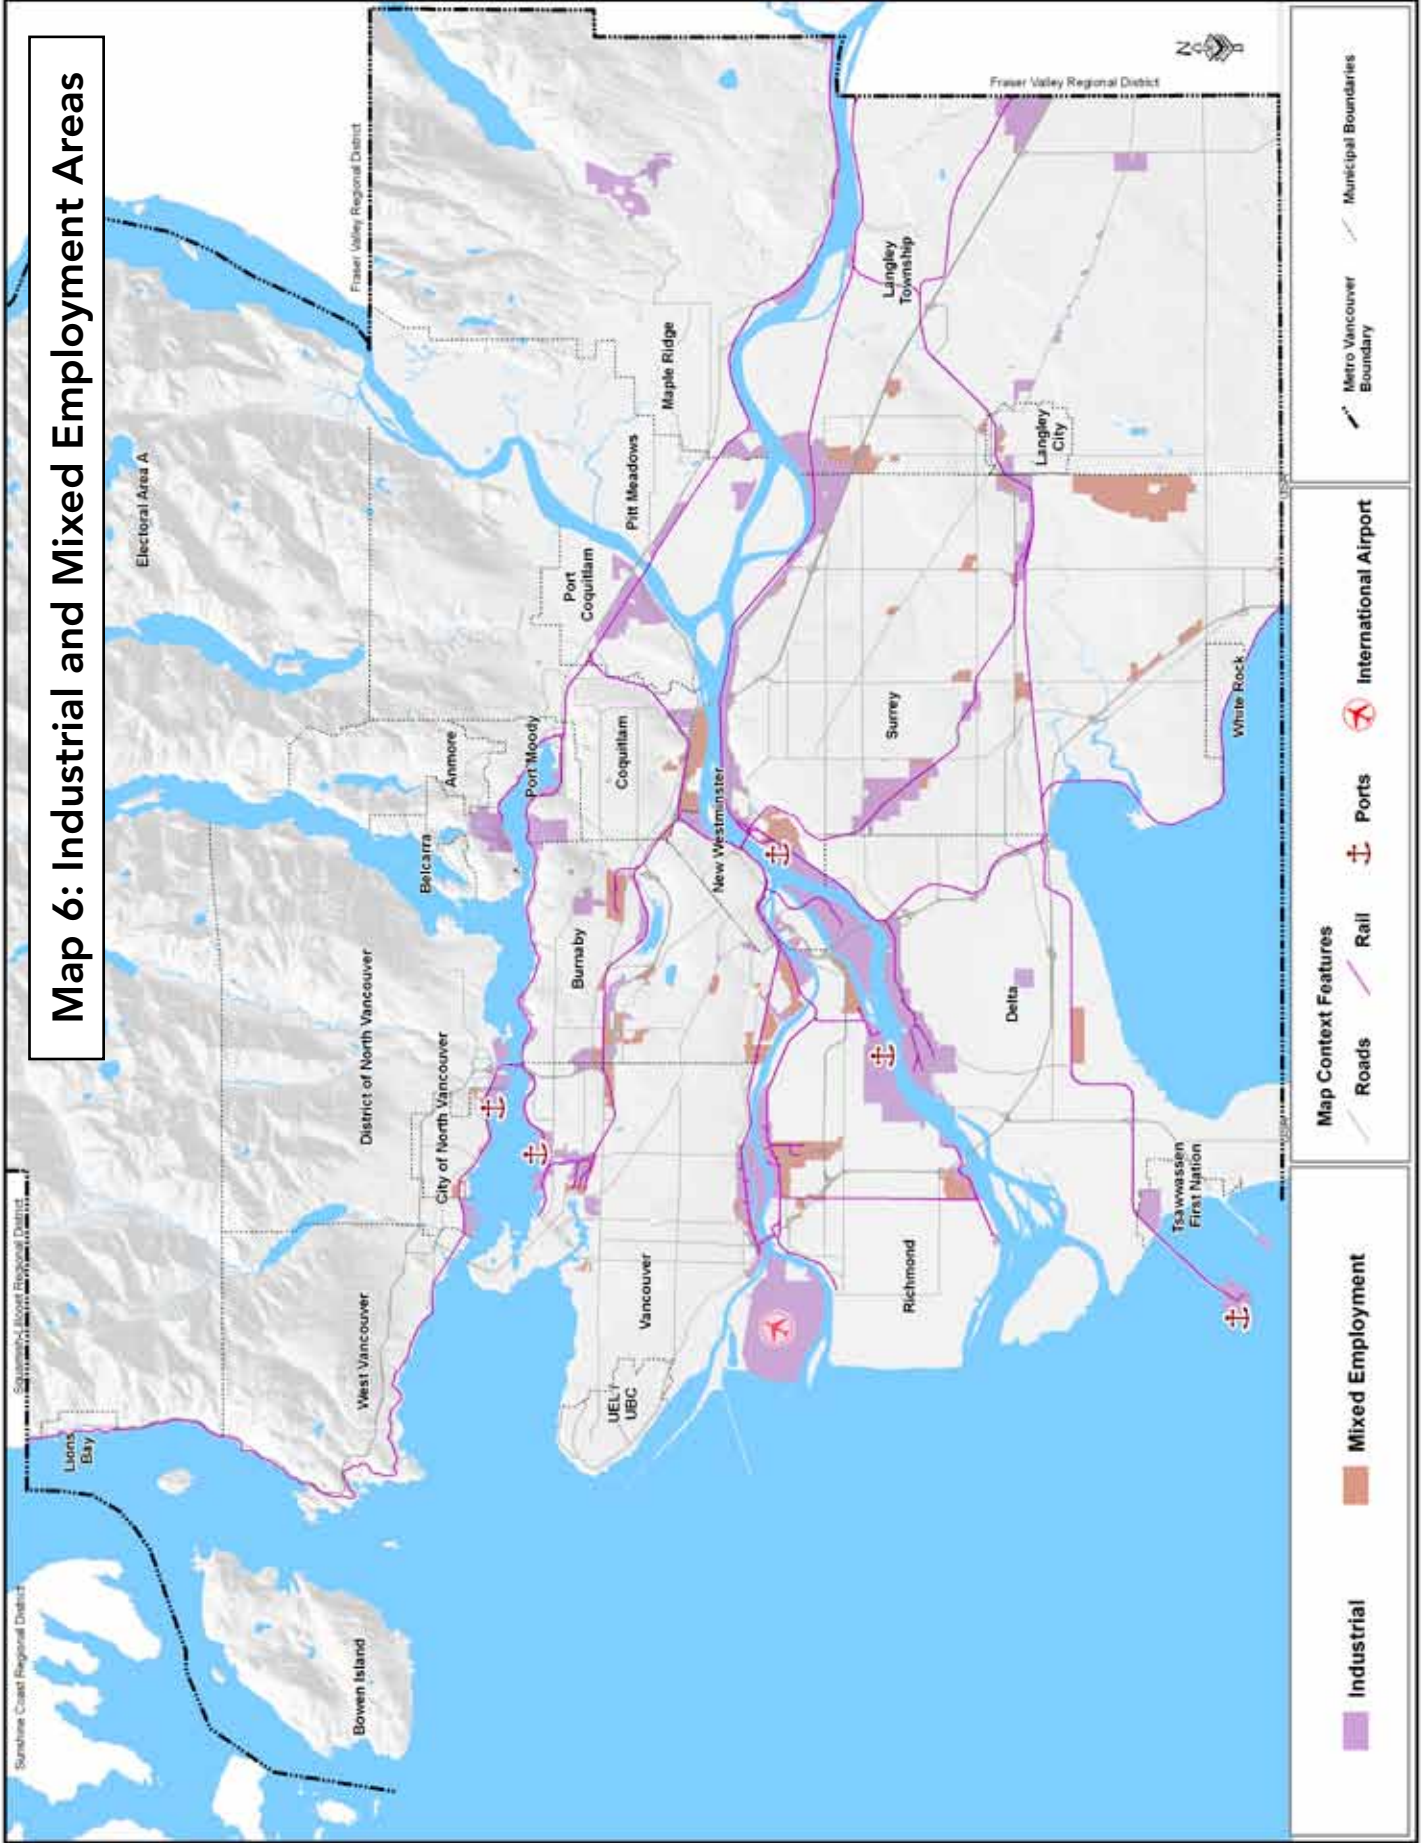 Map 6: Industrial and Mixed Employment Areas
Sunshine Coast Regional District
Squamish-Lillooet Regional District
Fraser Valley Regional District
Fraser Valley Regional District
N
Lions
Bay
Bowen Island
Electoral Area A
West Vancouver
District of North Vancouver
City of North Vancouver
Belcarra
Anmore
Port Moody
Coquitlam
Port
Coquitlam
Pitt Meadows
Maple Ridge
UEL /
UBC
Vancouver
Burnaby
New Westminster
Richmond
Surrey
Langley
Township
Langley
City
Delta
Tsawwassen
First Nation
White Rock
Industrial
Mixed Employment
Map Context Features
Roads
Rail
Ports
International Airport
Metro Vancouver
Boundary
Municipal Boundaries